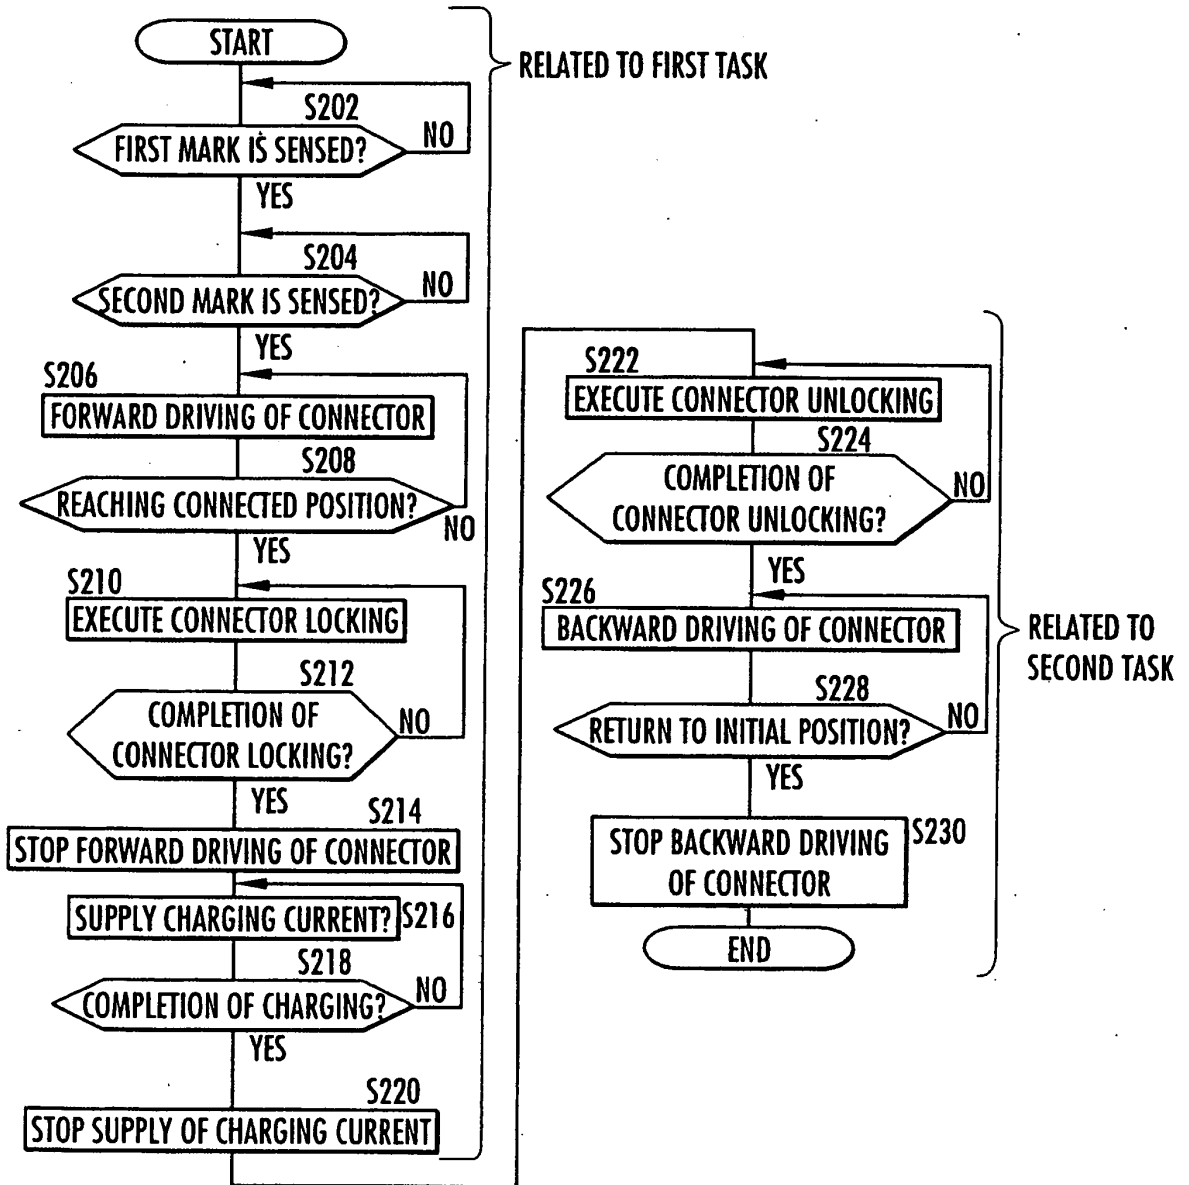 START
RELATED TO FIRST TASK
S202
FIRST MARK IS SENSED?
NO
YES
S204
SECOND MARK IS SENSED?
NO
YES
S206
FORWARD DRIVING OF CONNECTOR
S208
REACHING CONNECTED POSITION?
NO
YES
S210
EXECUTE CONNECTOR LOCKING
S212
COMPLETION OF
CONNECTOR LOCKING?
NO
YES
S214
STOP FORWARD DRIVING OF CONNECTOR
SUPPLY CHARGING CURRENT?
S216
S218
COMPLETION OF CHARGING?
NO
YES
S220
STOP SUPPLY OF CHARGING CURRENT
S222
EXECUTE CONNECTOR UNLOCKING
S224
COMPLETION OF
CONNECTOR UNLOCKING?
NO
YES
S226
BACKWARD DRIVING OF CONNECTOR
S228
RETURN TO INITIAL POSITION?
NO
YES
STOP BACKWARD DRIVING
OF CONNECTOR
S230
END
RELATED TO
SECOND TASK